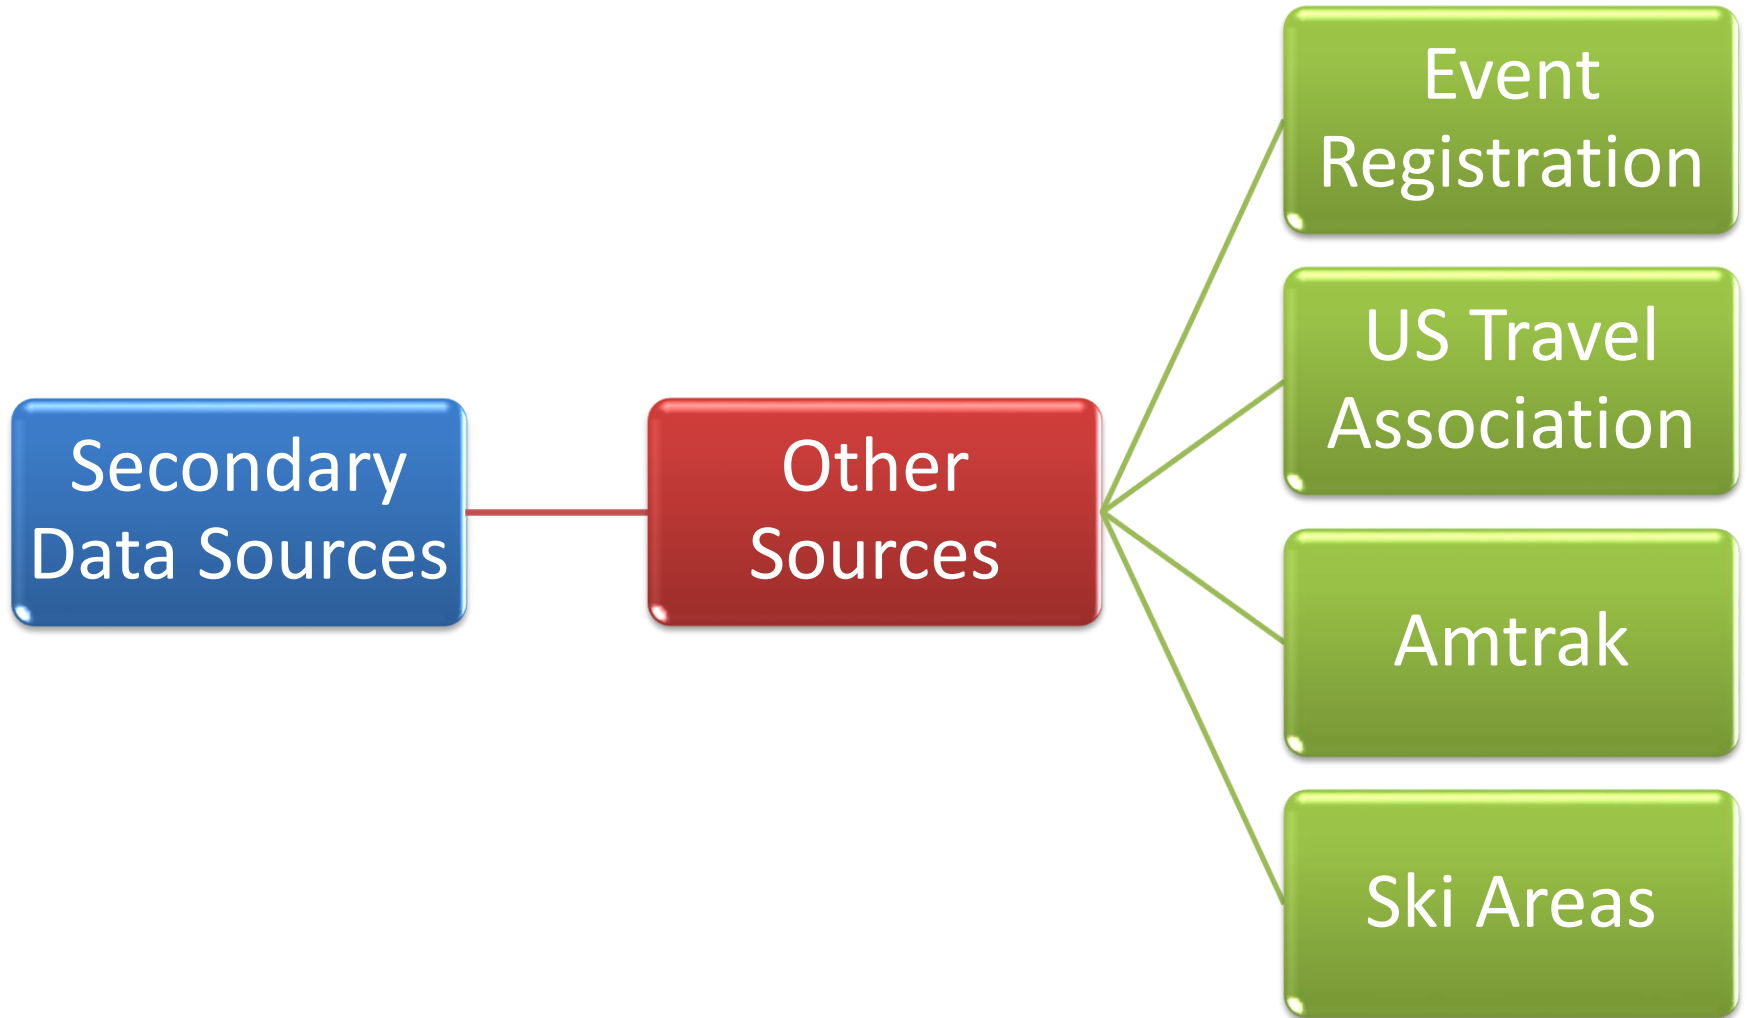 Secondary
Data Sources
Other
Sources
Event
Registration
US Travel
Association
Amtrak
Ski Areas